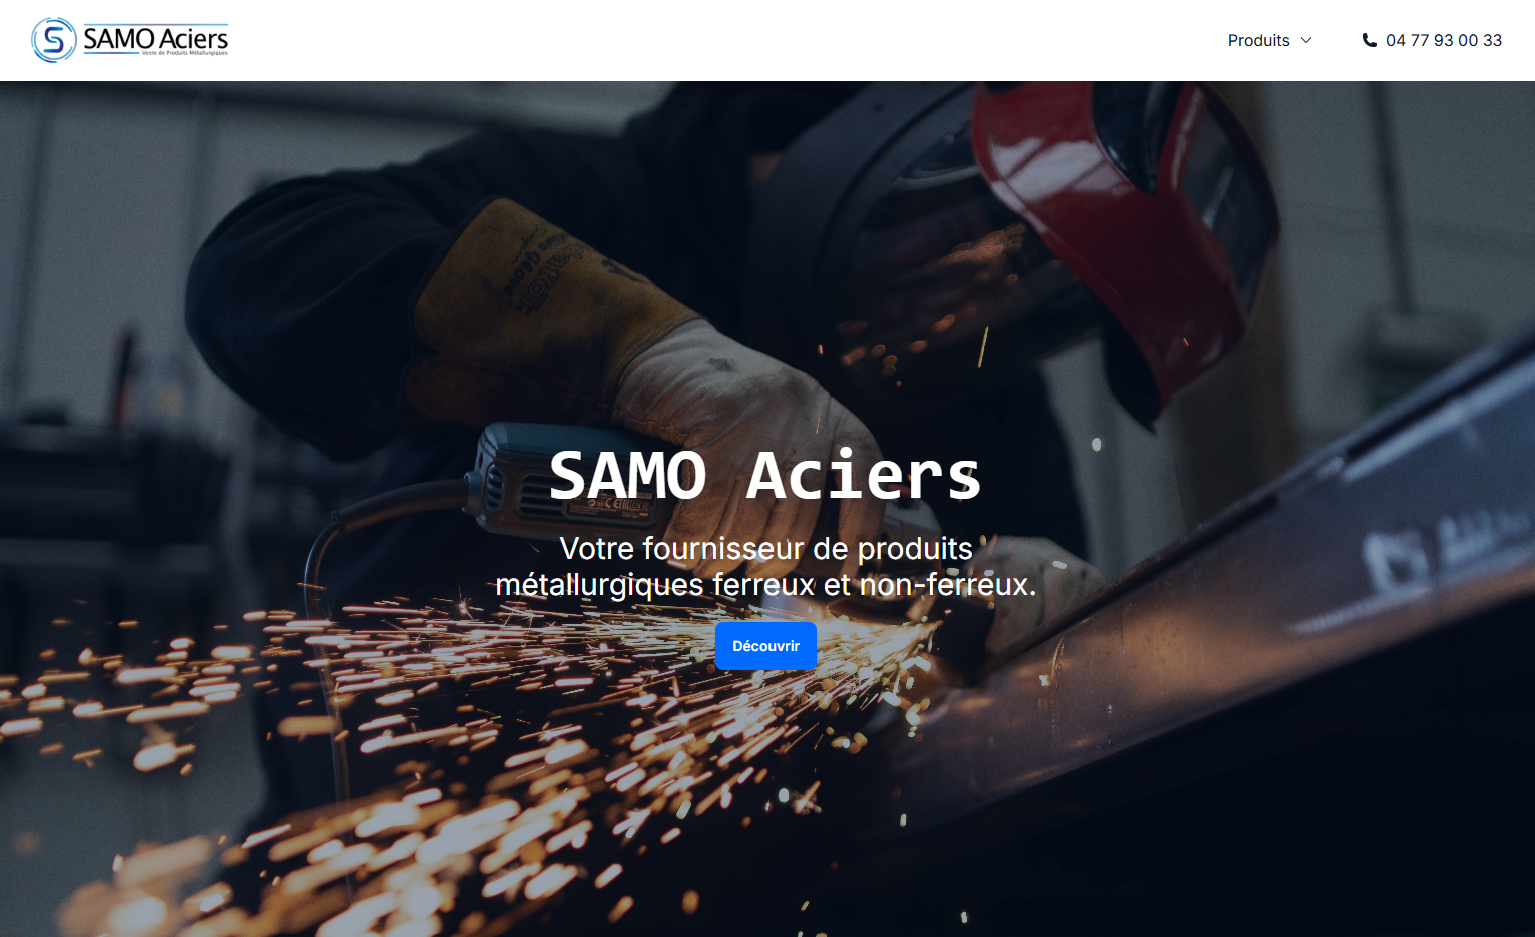 SAMO Aciers
Vente de Produits Métallurgiques
Produits
04 77 93 00 33
SAMO Aciers
Votre fournisseur de produits
métallurgiques ferreux et non-ferreux.
Découvrir